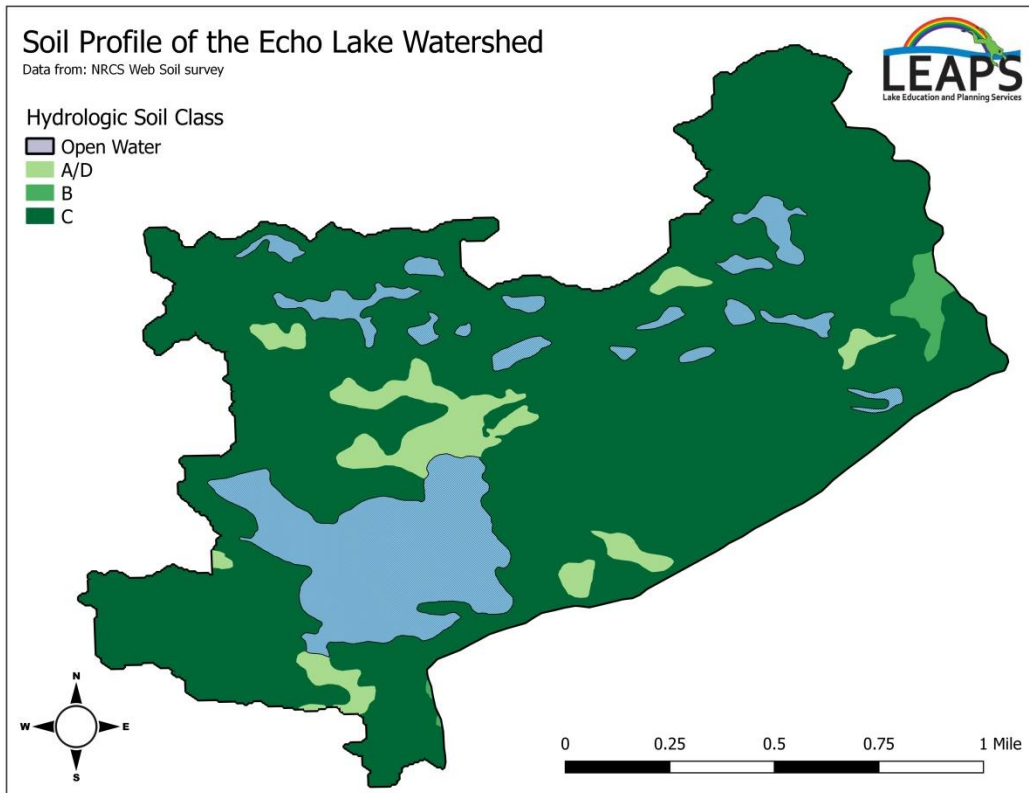 Soil Profile of the Echo Lake Watershed
Data from: NRCS Web Soil survey
LEAPS
Lake Education and Planning Services
Hydrologic Soil Class
Open Water
A/D
B
C
N
W E
S
0 0.25 0.5 0.75 1 Mile